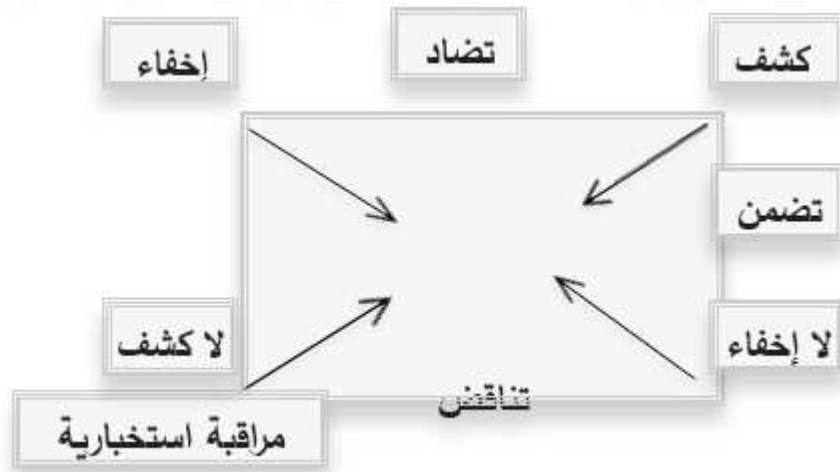 كشف
تضاد
إخفاء
تضمن
لا إخفاء
لا كشف
تناقض
مراقبة استخبارية